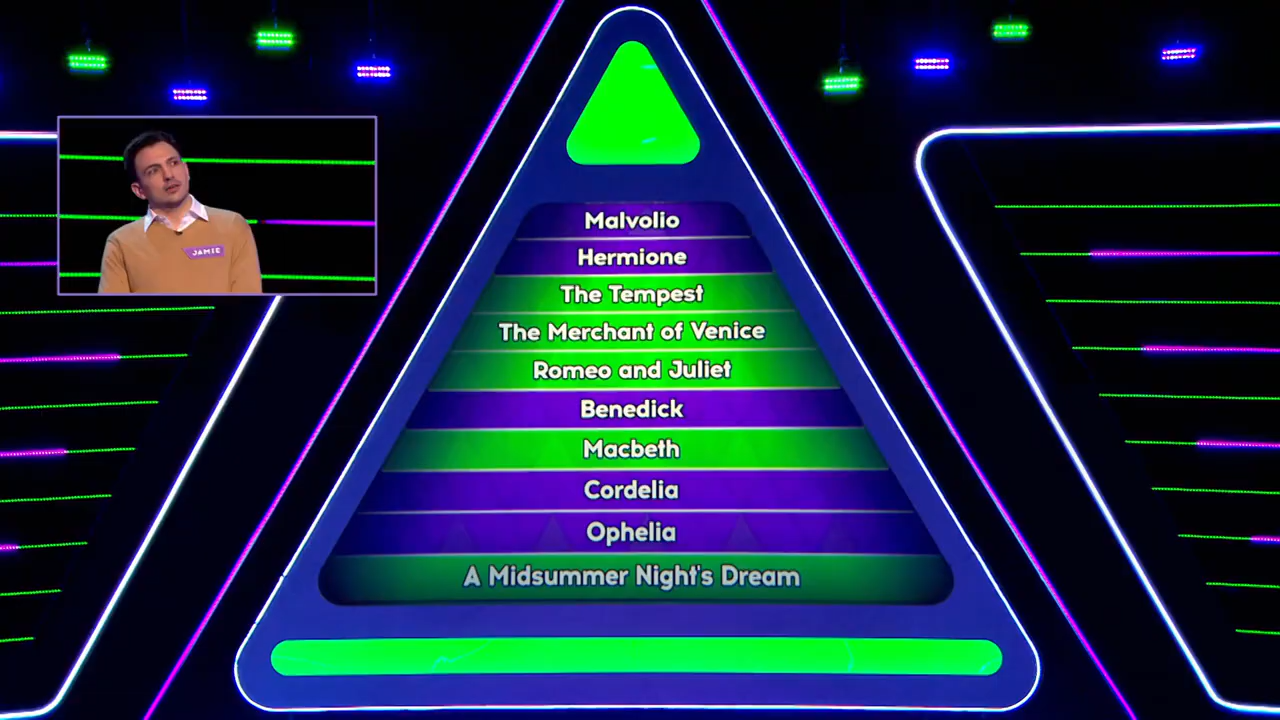 Malvolio
Hermione
The Tempest
The Merchant of Venice
JAMIE
Romeo and Juliet
Benedick
Macbeth
Cordelia
Ophelia
A Midsummer Night's Dream